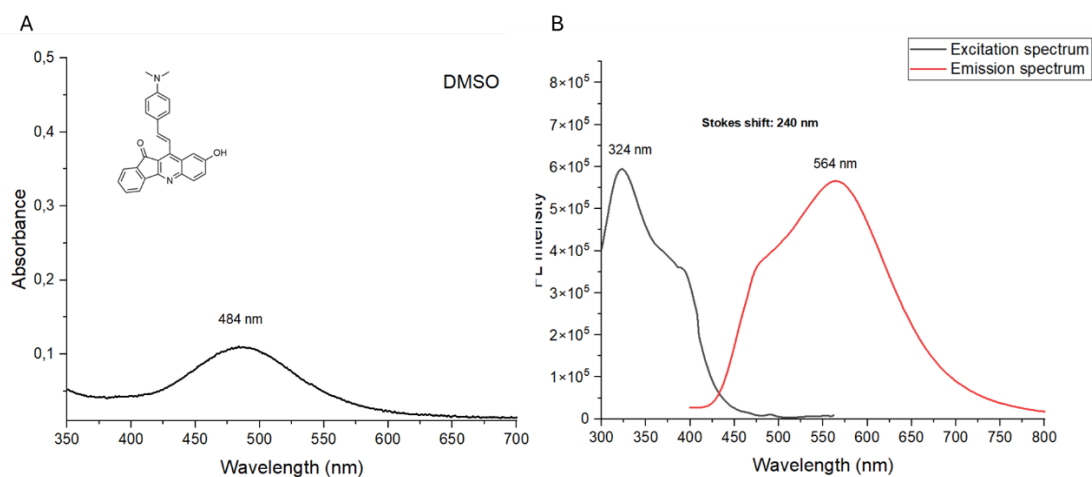 A
0,5
0,4
0,3
0,2
0,1
Absorbance
DMSO
N
O
OH
N
484 nm
350
400
450
500
550
600
650
700
Wavelength (nm)
B
Excitation spectrum
Emission spectrum
8×10⁵
7×10⁵
6×10⁵
5×10⁵
4×10⁵
3×10⁵
2×10⁵
1×10⁵
0
Intensity
Stokes shift: 240 nm
324 nm
564 nm
300
350
400
450
500
550
600
650
700
750
800
Wavelength (nm)